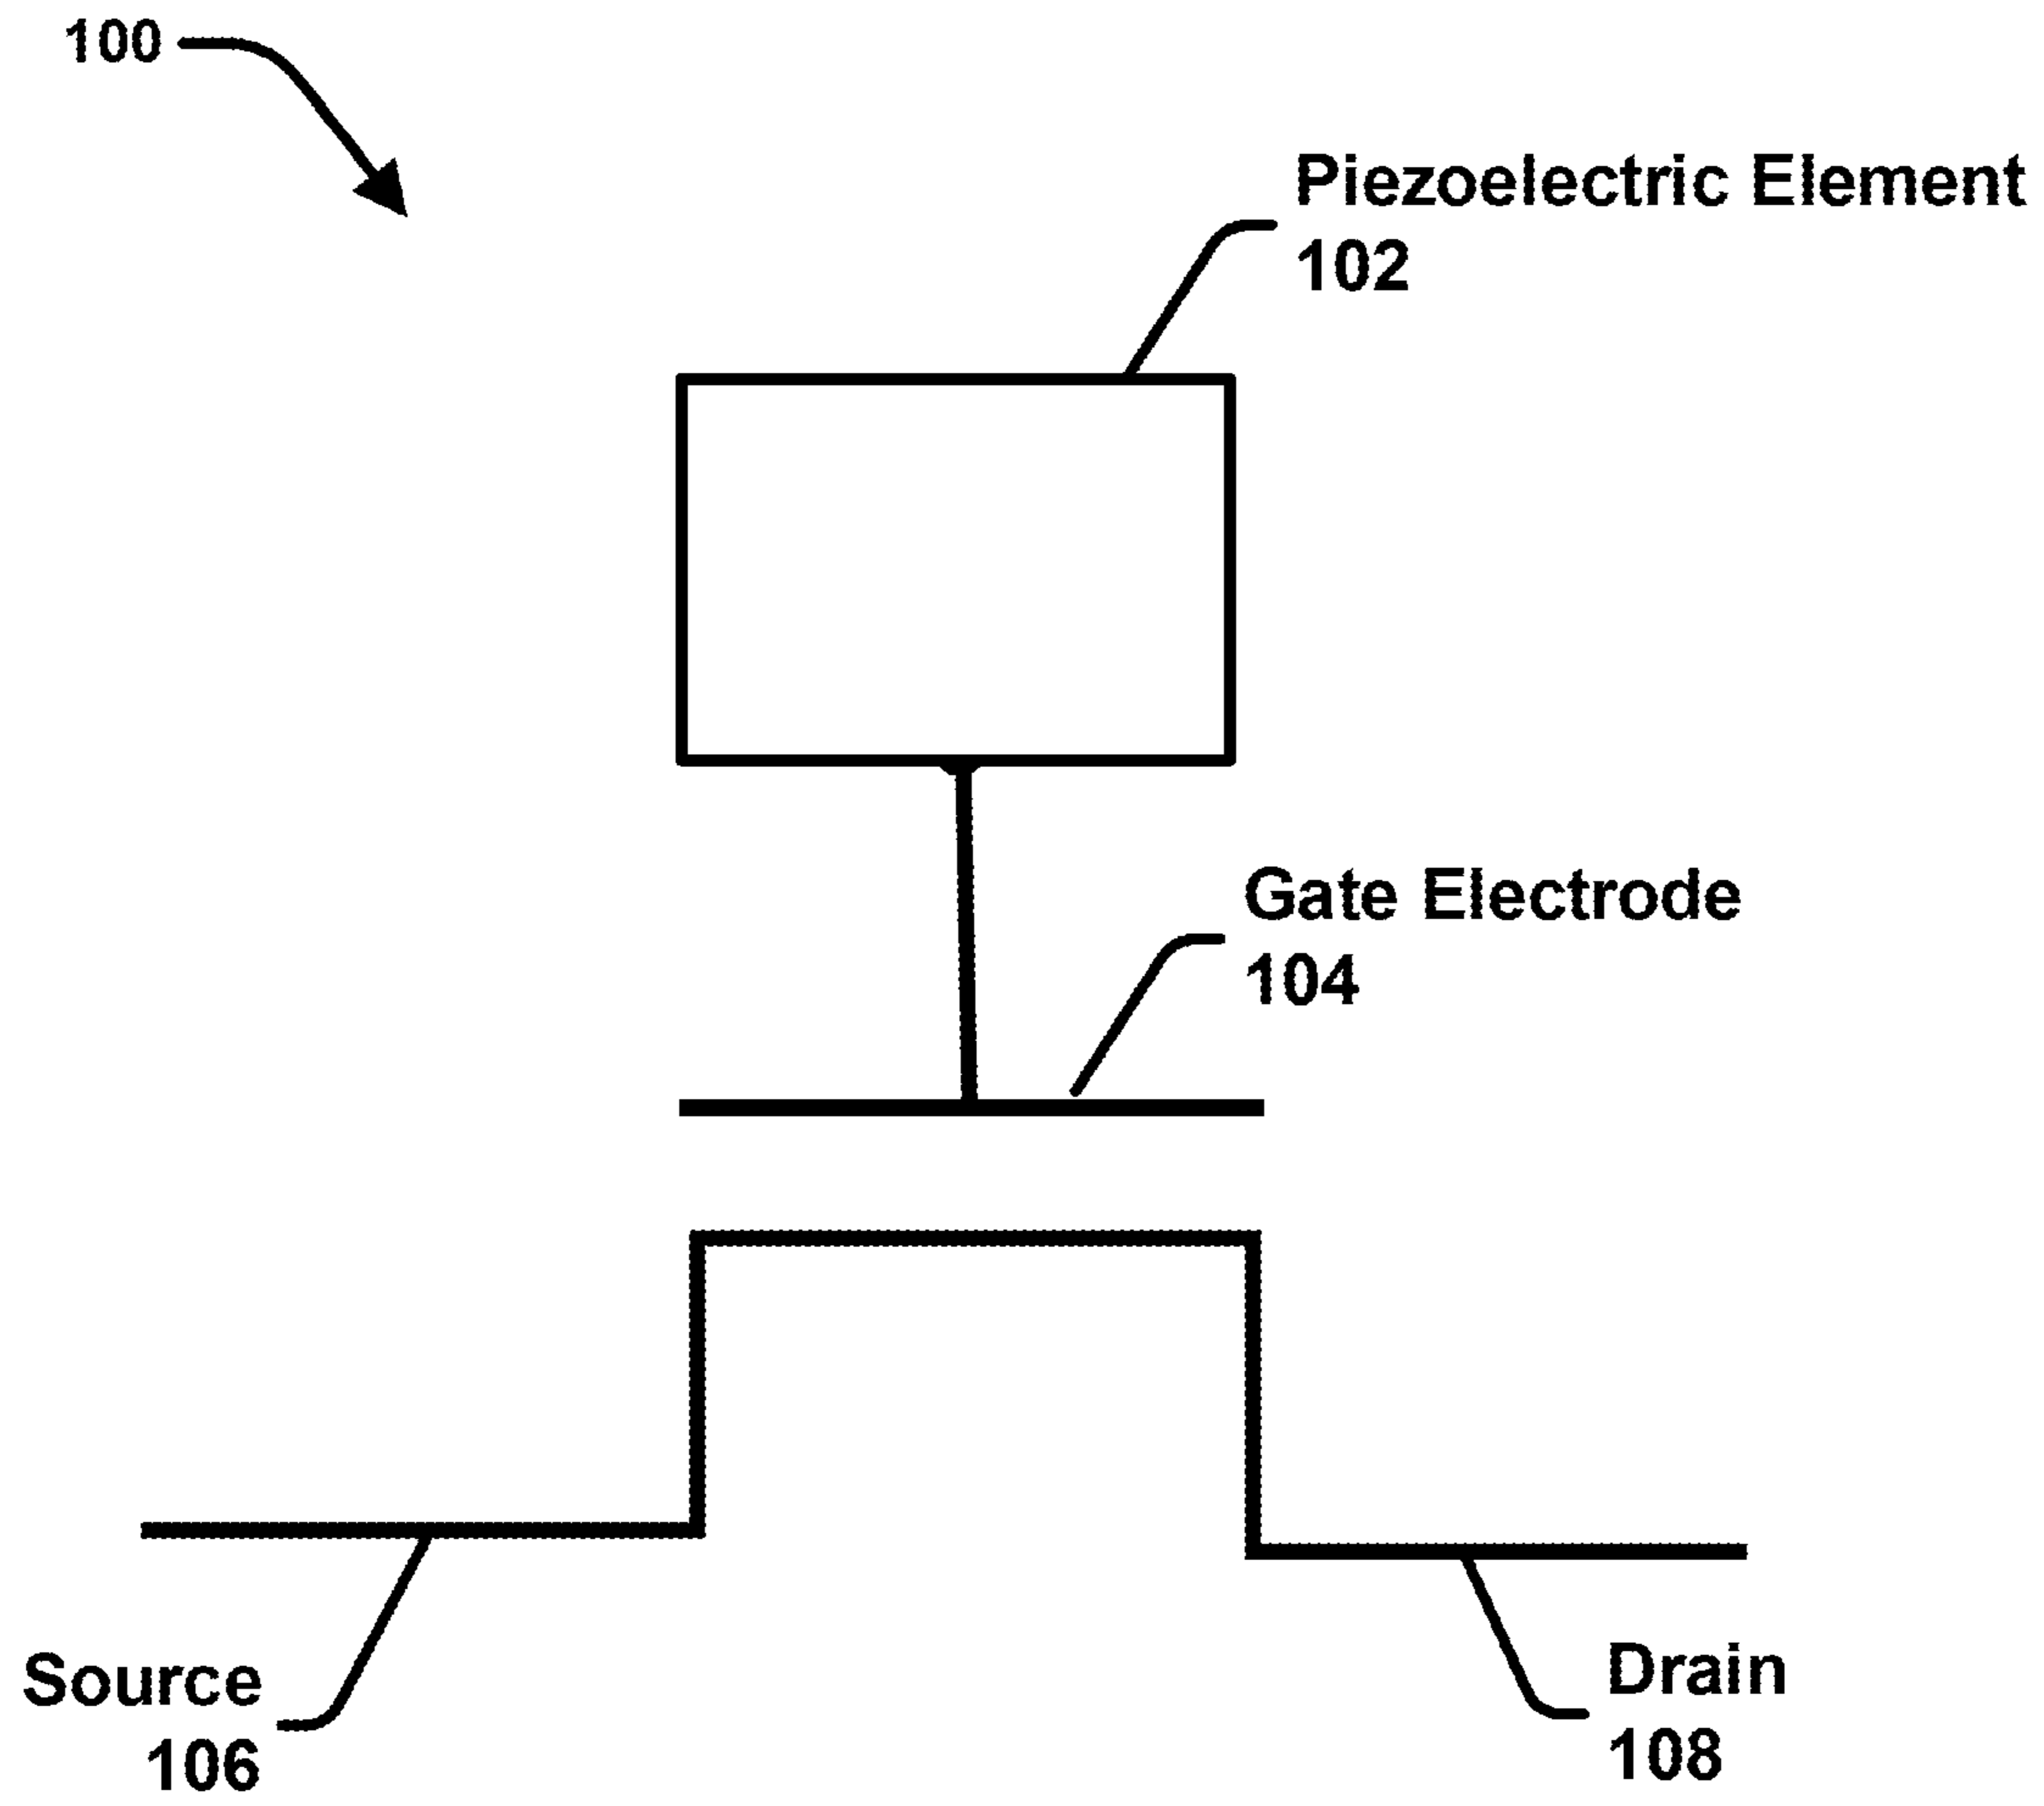 100
Piezoelectric Element
102
Gate Electrode
104
Source
106
Drain
108